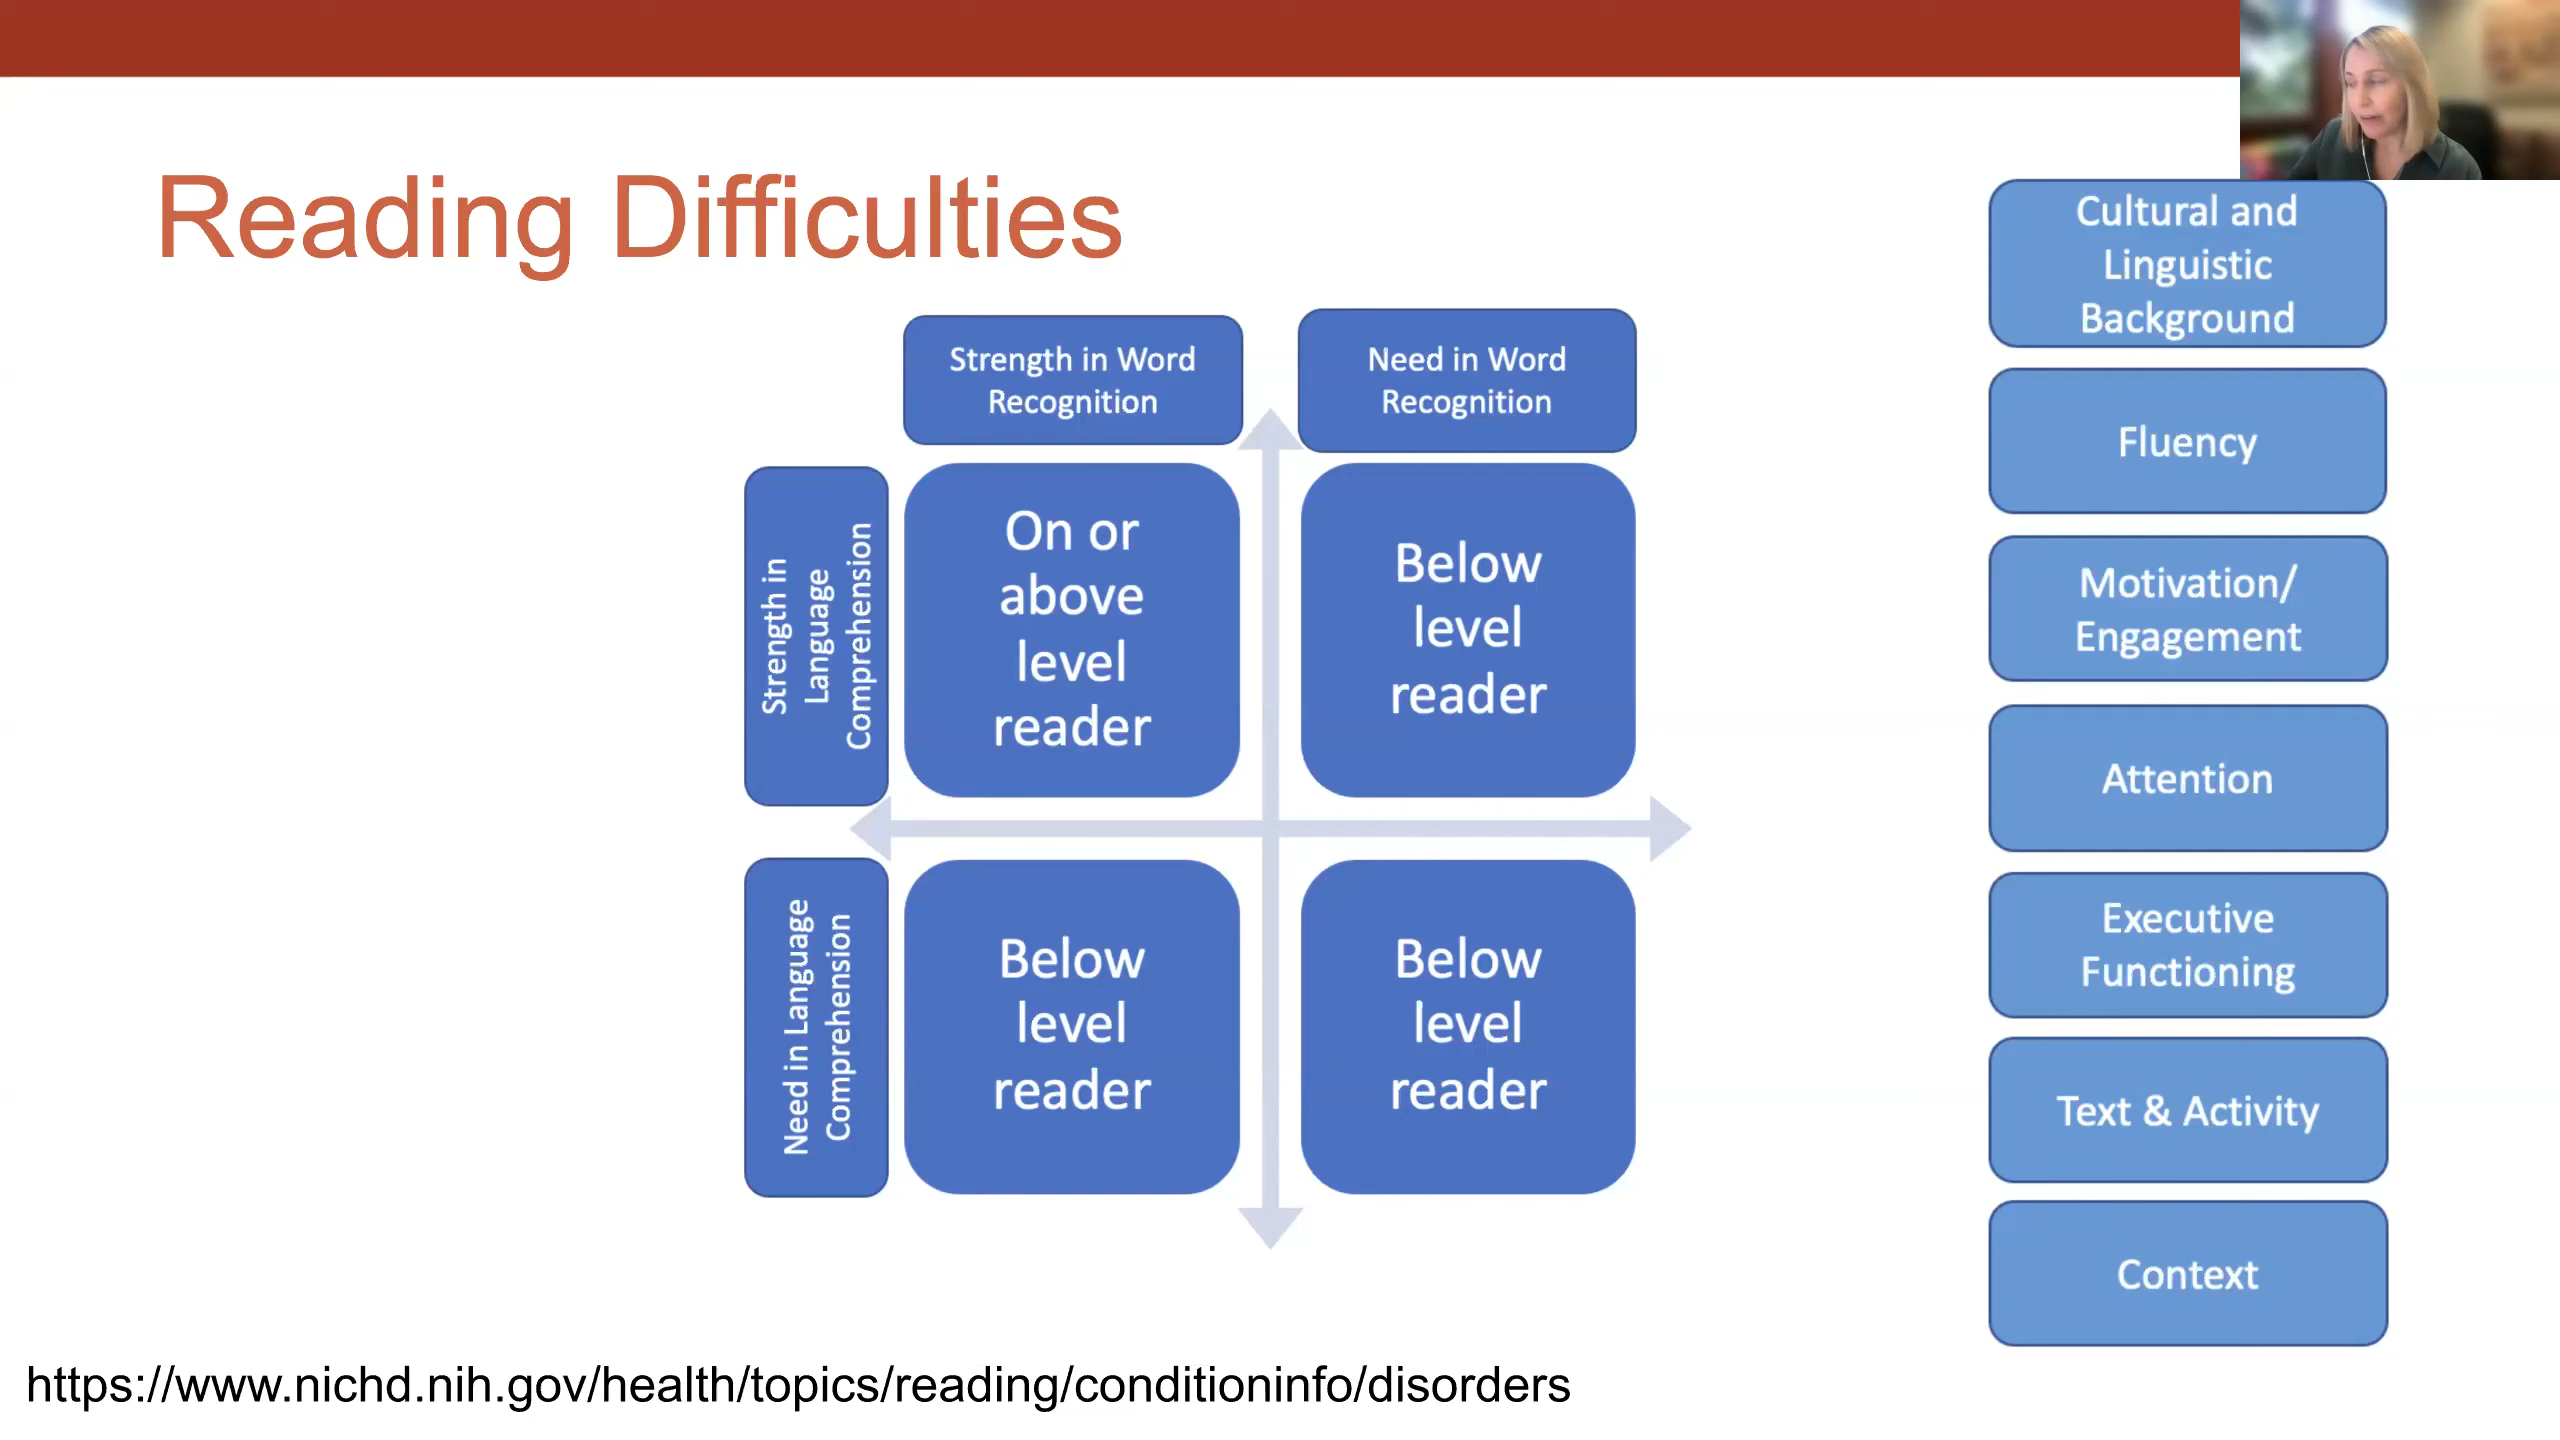 Reading Difficulties
Strength in Word
Recognition
Need in Word
Recognition
Strength in
Language
Comprehension
On or
above
level
reader
Below
level
reader
Need in Language
Comprehension
Below
level
reader
Below
level
reader
Cultural and
Linguistic
Background
Fluency
Motivation/
Engagement
Attention
Executive
Functioning
Text & Activity
Context
https://www.nichd.nih.gov/health/topics/reading/conditioninfo/disorders